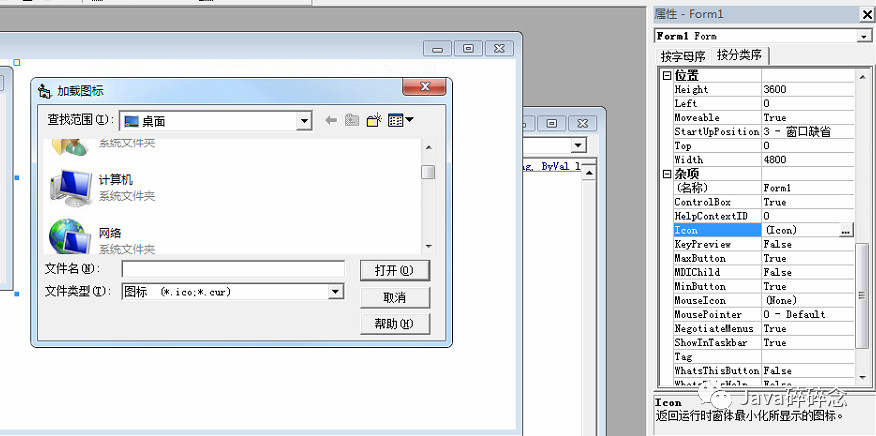 加载图标
查找范围(I):
桌面
系统文件夹
计算机
系统文件夹
网络
系统文件夹
文件名(N):
打开(O)
文件类型(T):
图标 (*.ico;*.cur)
取消
帮助(H)
ng, ByVal l
属性 - Form1
Form1 Form
按字母序 按分类序
位置
Height 3600
Left 0
Moveable True
StartUpPosition 3 - 窗口缺省
Top 0
Width 4800
杂项
(名称) Form1
ControlBox True
HelpContextID 0
Icon (Icon) ...
KeyPreview False
MaxButton True
MDIChild False
MinButton True
MouseIcon (None)
MousePointer 0 - Default
NegotiateMenus True
ShowInTaskbar True
Tag
WhatsThisButton False
WhatsThisHelp False
Icon
返回运行时窗体最小化所显示的图标。
Java碎碎念